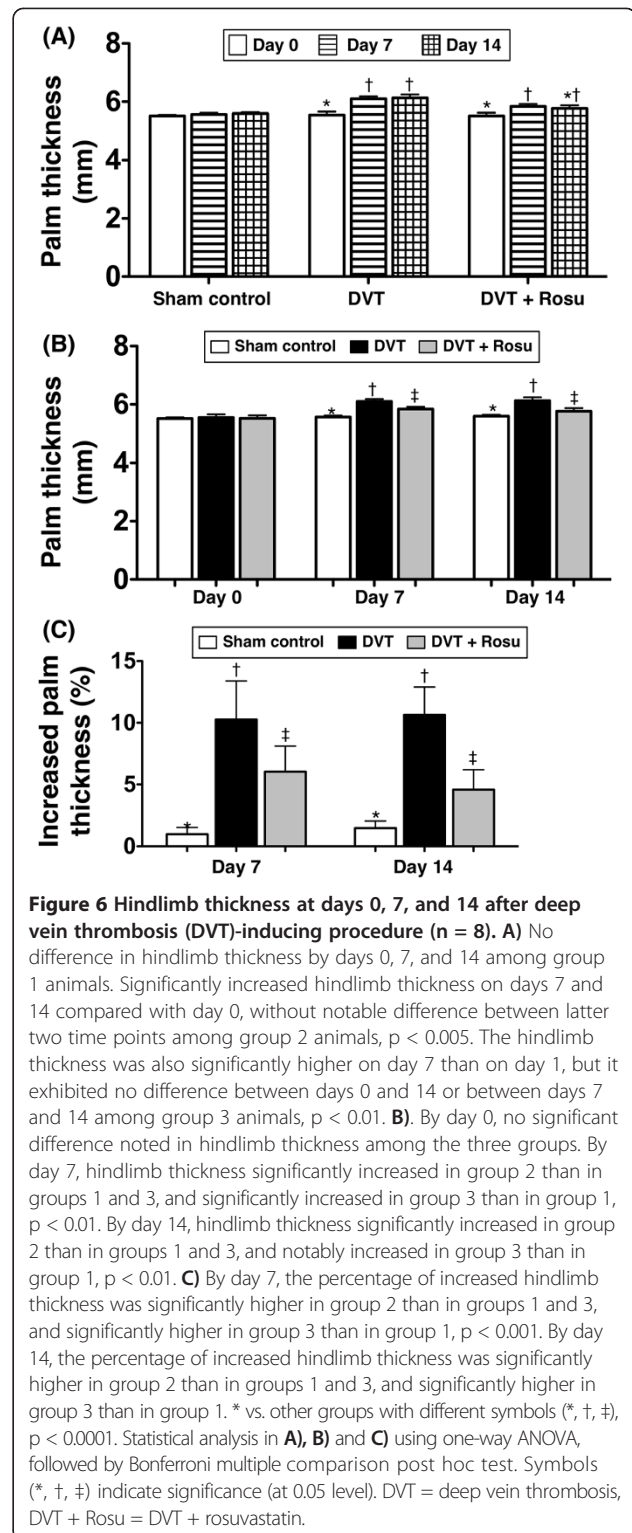 (A)
Day 0 Day 7 Day 14
Palm thickness
(mm)
8
6
4
2
0
* † † * † *†
Sham control DVT DVT + Rosu
(B)
Sham control DVT DVT + Rosu
Palm thickness
(mm)
8
6
4
2
0
* † ‡ * † ‡
Day 0 Day 7 Day 14
(C)
Sham control DVT DVT + Rosu
Increased palm
thickness (%)
15
10
5
0
* † ‡ * † ‡
Day 7 Day 14
Figure 6 Hindlimb thickness at days 0, 7, and 14 after deep
vein thrombosis (DVT)-inducing procedure (n = 8). A) No
difference in hindlimb thickness by days 0, 7, and 14 among group
1 animals. Significantly increased hindlimb thickness on days 7 and
14 compared with day 0, without notable difference between latter
two time points among group 2 animals, p < 0.005. The hindlimb
thickness was also significantly higher on day 7 than on day 1, but it
exhibited no difference between days 0 and 14 or between days 7
and 14 among group 3 animals, p < 0.01. B). By day 0, no significant
difference noted in hindlimb thickness among the three groups. By
day 7, hindlimb thickness significantly increased in group 2 than in
groups 1 and 3, and significantly increased in group 3 than in group 1,
p < 0.01. By day 14, hindlimb thickness significantly increased in group
2 than in groups 1 and 3, and notably increased in group 3 than in
group 1, p < 0.01. C) By day 7, the percentage of increased hindlimb
thickness was significantly higher in group 2 than in groups 1 and 3,
and significantly higher in group 3 than in group 1, p < 0.001. By day
14, the percentage of increased hindlimb thickness was significantly
higher in group 2 than in groups 1 and 3, and significantly higher in
group 3 than in group 1. * vs. other groups with different symbols (*, †, ‡),
p < 0.0001. Statistical analysis in A), B) and C) using one-way ANOVA,
followed by Bonferroni multiple comparison post hoc test. Symbols
(*, †, ‡) indicate significance (at 0.05 level). DVT = deep vein thrombosis,
DVT + Rosu = DVT + rosuvastatin.